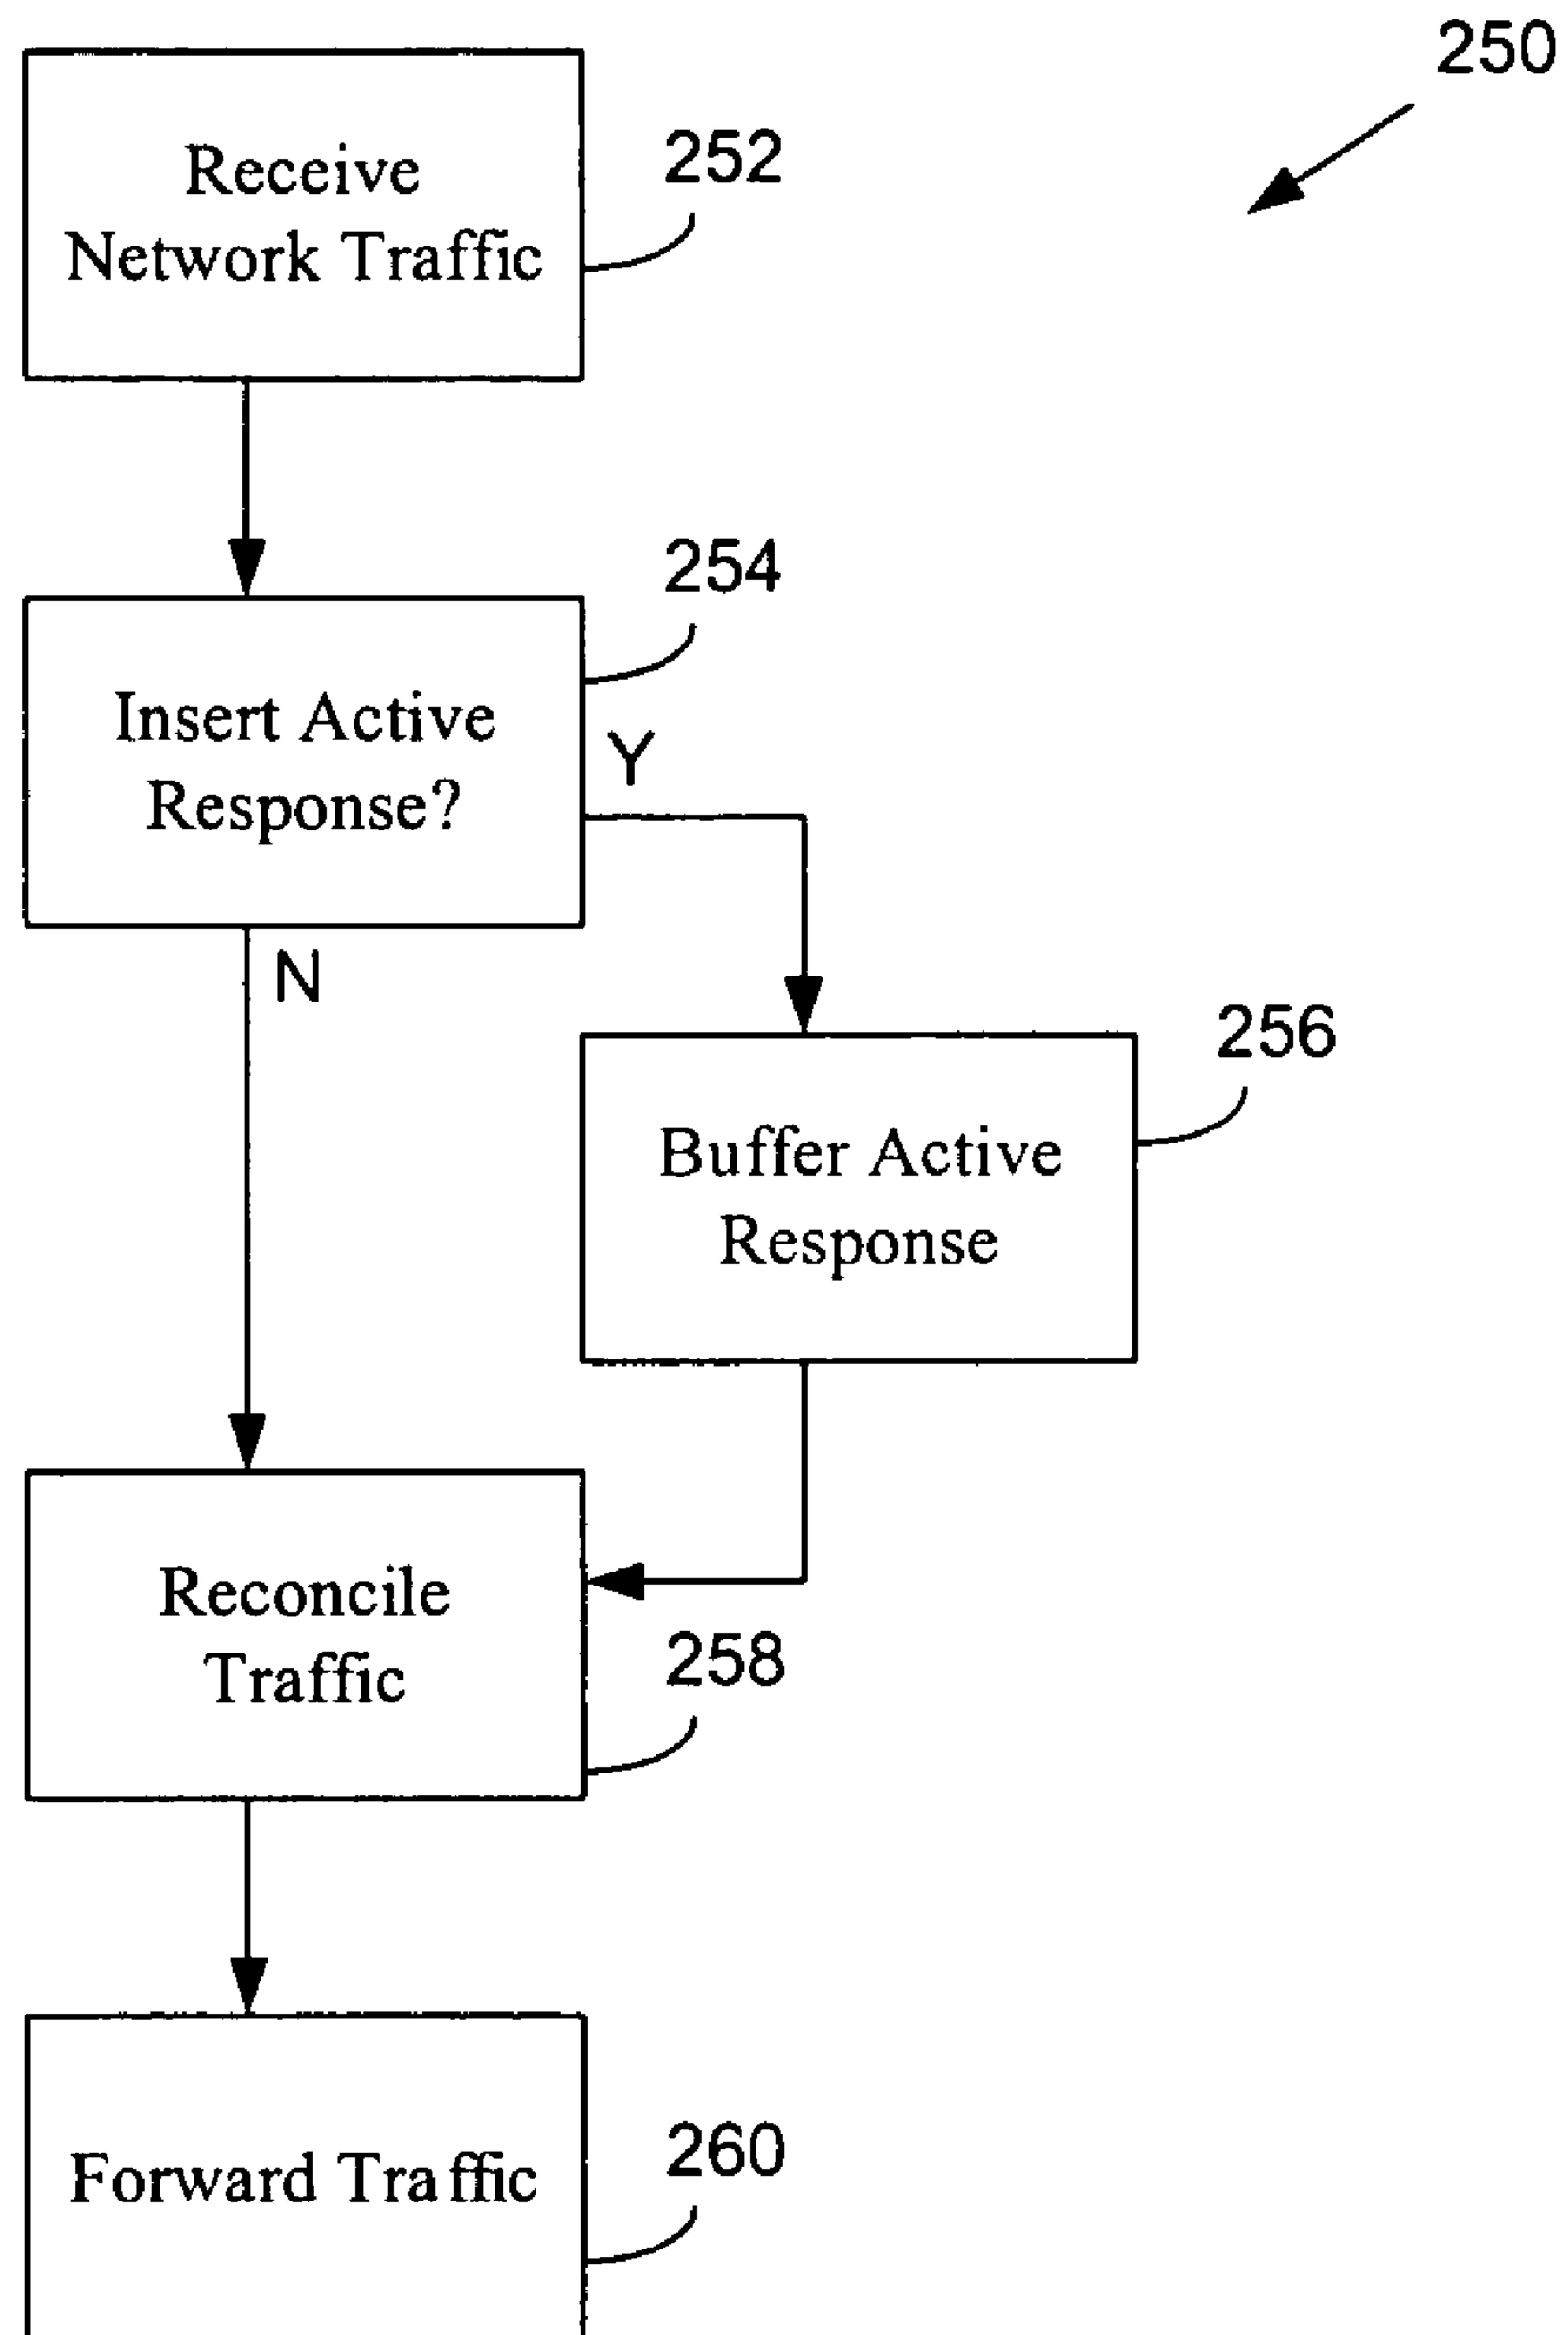 250
Receive
Network Traffic
252
254
Insert Active
Response?
Y
N
256
Buffer Active
Response
Reconcile
Traffic
258
Forward Traffic
260